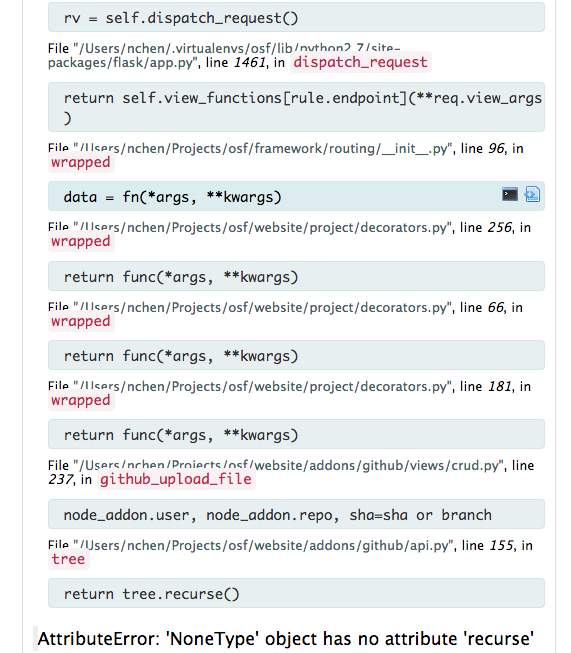 rv = self.dispatch_request()
File "/Users/nchen/.virtualenvs/osf/lib/python2.7/site-
packages/flask/app.py", line 1461, in dispatch_request
return self.view_functions[rule.endpoint](**req.view_args
)
File "/Users/nchen/Projects/osf/framework/routing/__init__.py", line 96, in
wrapped
data = fn(*args, **kwargs)
File "/Users/nchen/Projects/osf/website/project/decorators.py", line 256, in
wrapped
return func(*args, **kwargs)
File "/Users/nchen/Projects/osf/website/project/decorators.py", line 66, in
wrapped
return func(*args, **kwargs)
File "/Users/nchen/Projects/osf/website/project/decorators.py", line 181, in
wrapped
return func(*args, **kwargs)
File "/Users/nchen/Projects/osf/website/addons/github/views/crud.py", line
237, in github_upload_file
node_addon.user, node_addon.repo, sha=sha or branch
File "/Users/nchen/Projects/osf/website/addons/github/api.py", line 155, in
tree
return tree.recurse()
AttributeError: 'NoneType' object has no attribute 'recurse'